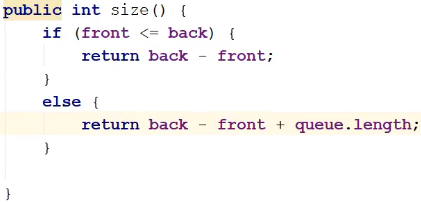 public int size() {
    if (front <= back) {
        return back - front;
    }
    else {
        return back - front + queue.length;
    }
}